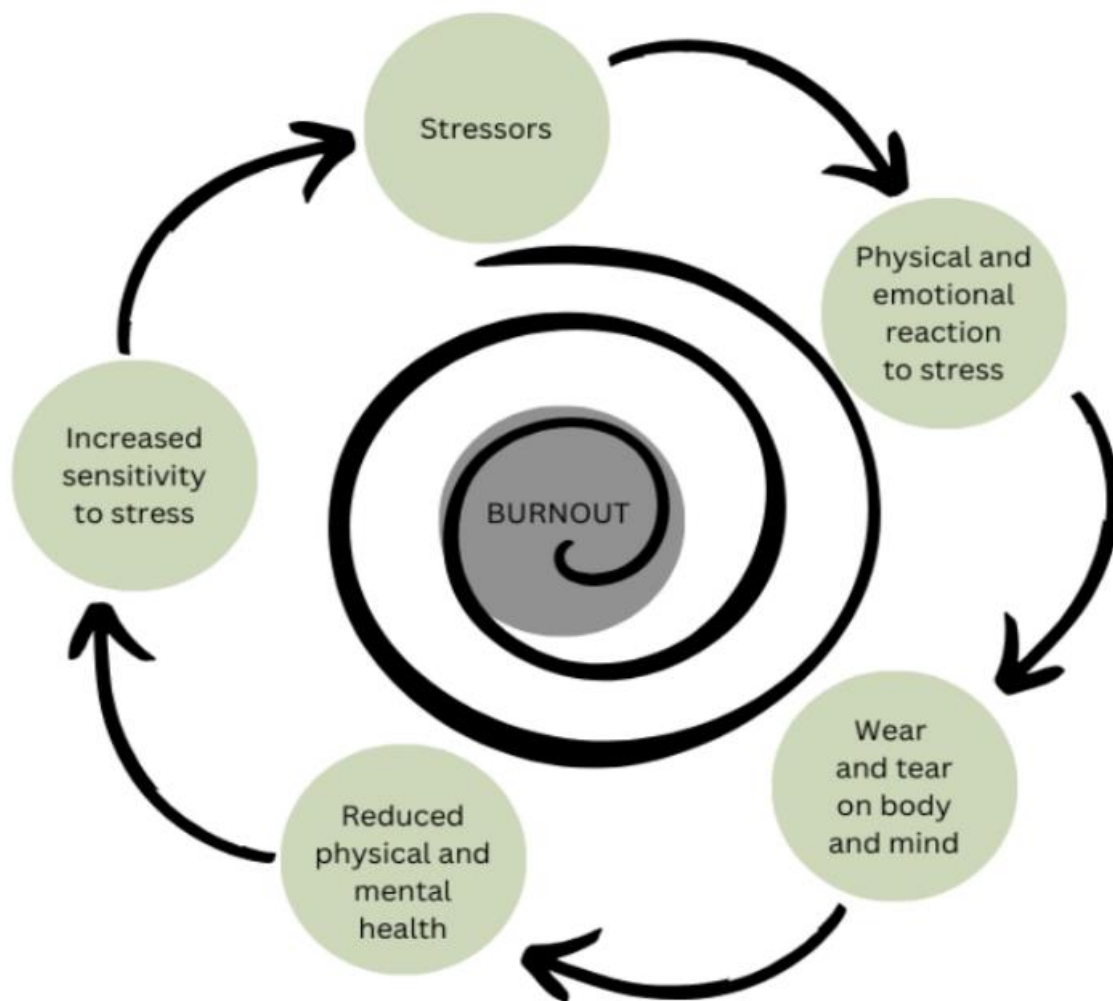 Stressors
Physical and
emotional
reaction
to stress
Wear
and tear
on body
and mind
Reduced
physical and
mental
health
Increased
sensitivity
to stress
BURNOUT